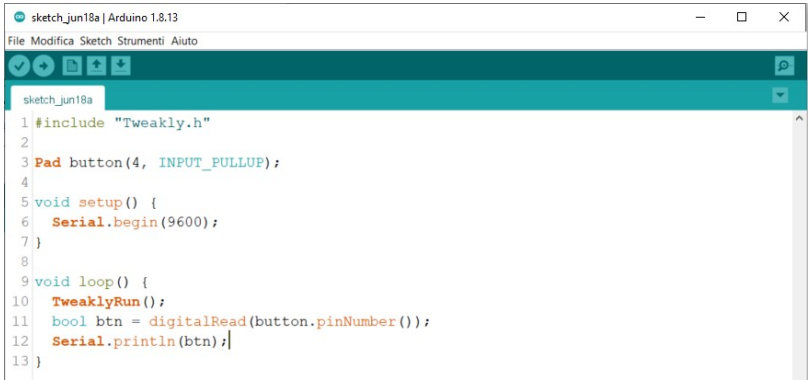 sketch_jun18a | Arduino 1.8.13
File Modifica Sketch Strumenti Aiuto
sketch_jun18a
1 #include "Tweakly.h"
2
3 Pad button(4, INPUT_PULLUP);
4
5 void setup() {
6   Serial.begin(9600);
7 }
8
9 void loop() {
10   TweaklyRun();
11   bool btn = digitalRead(button.pinNumber());
12   Serial.println(btn);
13 }